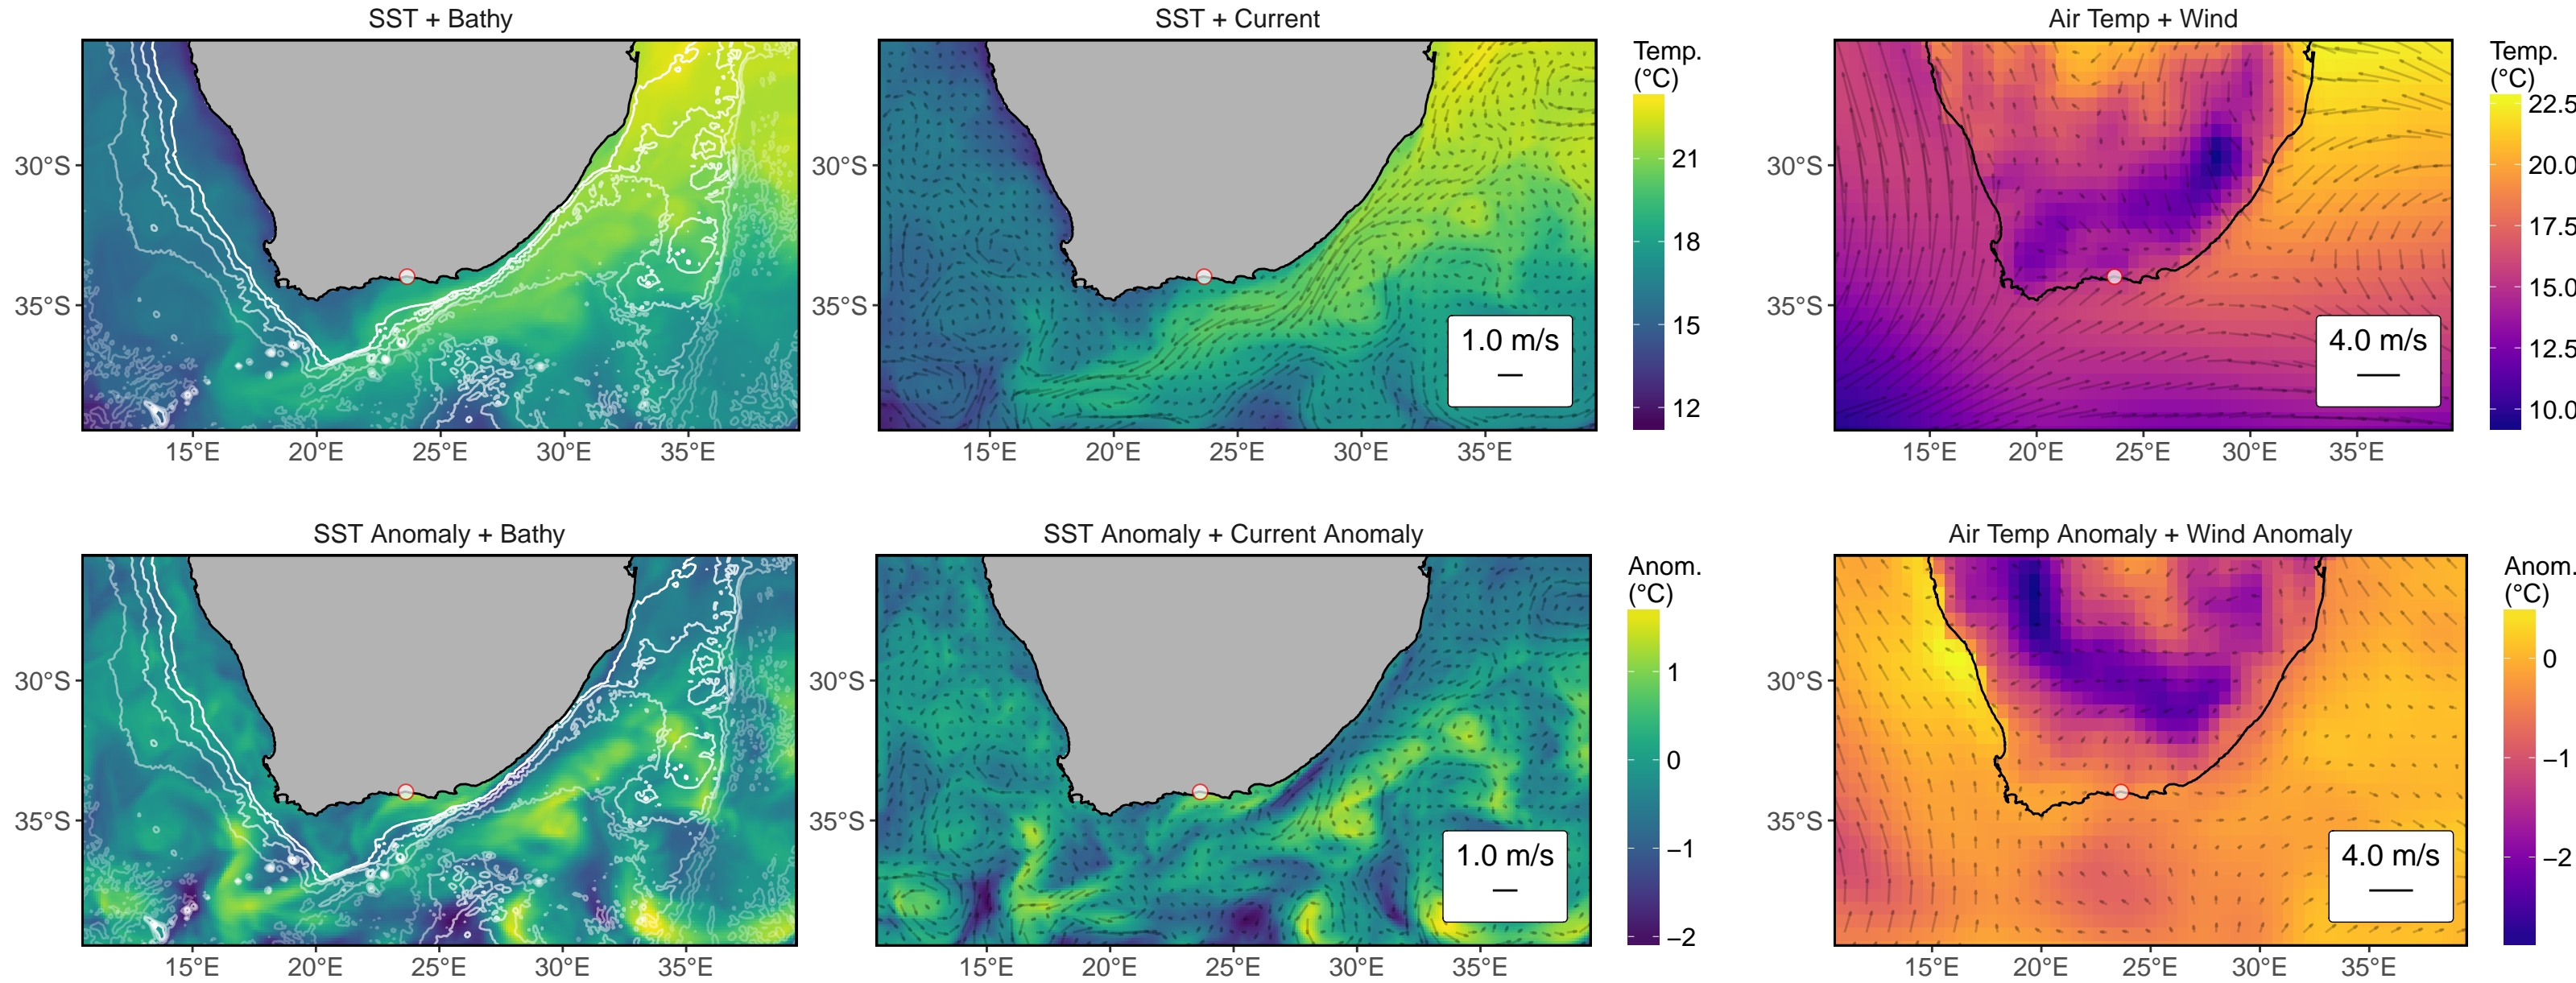 SST + Bathy
SST + Current
Air Temp + Wind
30°S
35°S
15°E 20°E 25°E 30°E 35°E
30°S
35°S
15°E 20°E 25°E 30°E 35°E
1.0 m/s
Temp.
(°C)
21
18
15
12
30°S
35°S
15°E 20°E 25°E 30°E 35°E
4.0 m/s
Temp.
(°C)
22.5
20.0
17.5
15.0
12.5
10.0
SST Anomaly + Bathy
SST Anomaly + Current Anomaly
Air Temp Anomaly + Wind Anomaly
30°S
35°S
15°E 20°E 25°E 30°E 35°E
30°S
35°S
15°E 20°E 25°E 30°E 35°E
1.0 m/s
Anom.
(°C)
1
0
−1
−2
30°S
35°S
15°E 20°E 25°E 30°E 35°E
4.0 m/s
Anom.
(°C)
0
−1
−2